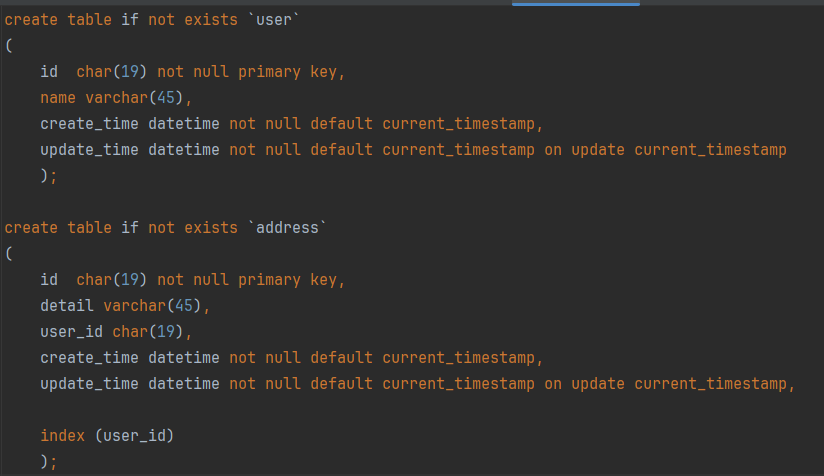 create table if not exists `user`
(
    id  char(19) not null primary key,
    name varchar(45),
    create_time datetime not null default current_timestamp,
    update_time datetime not null default current_timestamp on update current_timestamp
    );

create table if not exists `address`
(
    id  char(19) not null primary key,
    detail varchar(45),
    user_id char(19),
    create_time datetime not null default current_timestamp,
    update_time datetime not null default current_timestamp on update current_timestamp,

    index (user_id)
    );